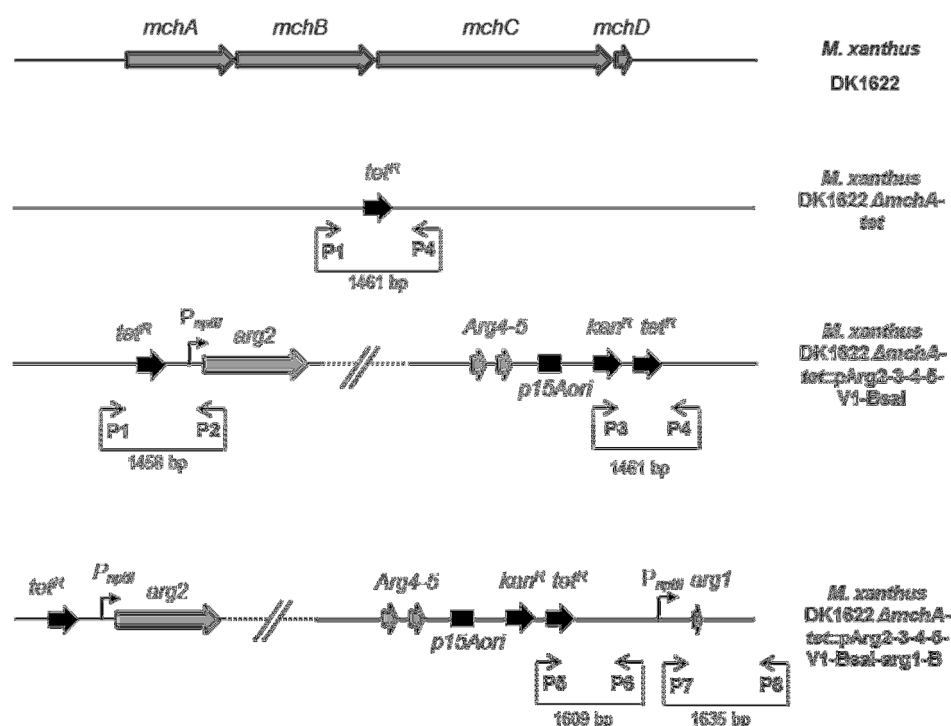 mchA mchB mchC mchD
M. xanthus
DK1622
tetR
M. xanthus
DK1622 ΔmchA-
tet
P1 P4
1461 bp
tetR PnptII arg2 Arg4-5 kanR tetR
p15Aori
M. xanthus
DK1622 ΔmchA-
tet::pArg2-3-4-5-
V1-BsaI
P1 P2 P3 P4
1458 bp 1461 bp
tetR PnptII arg2 Arg4-5 kanR tetR PnptII arg1
p15Aori
M. xanthus
DK1622 ΔmchA-
tet::pArg2-3-4-5-
V1-BsaI-arg1-B
P5 P6 P7 P8
1609 bp 1635 bp